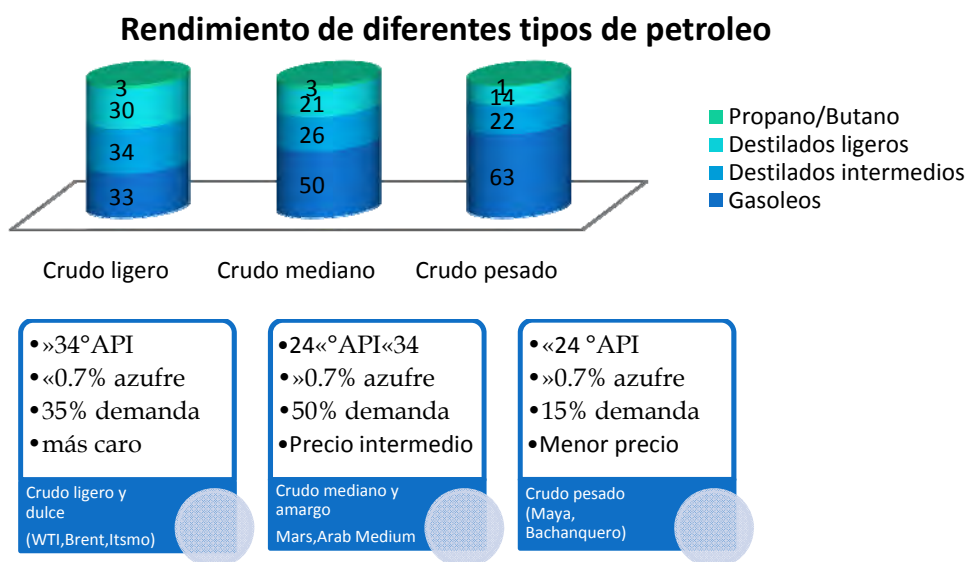 Rendimiento de diferentes tipos de petroleo
3
30
34
33
3
21
26
50
1
14
22
63
Propano/Butano
Destilados ligeros
Destilados intermedios
Gasoleos
Crudo ligero
Crudo mediano
Crudo pesado
•»34°API
•«0.7% azufre
•35% demanda
•más caro
Crudo ligero y
dulce
(WTI,Brent,Itsmo)
•24«°API«34
•»0.7% azufre
•50% demanda
•Precio intermedio
Crudo mediano y
amargo
Mars,Arab Medium
•«24 °API
•»0.7% azufre
•15% demanda
•Menor precio
Crudo pesado
(Maya,
Bachanquero)